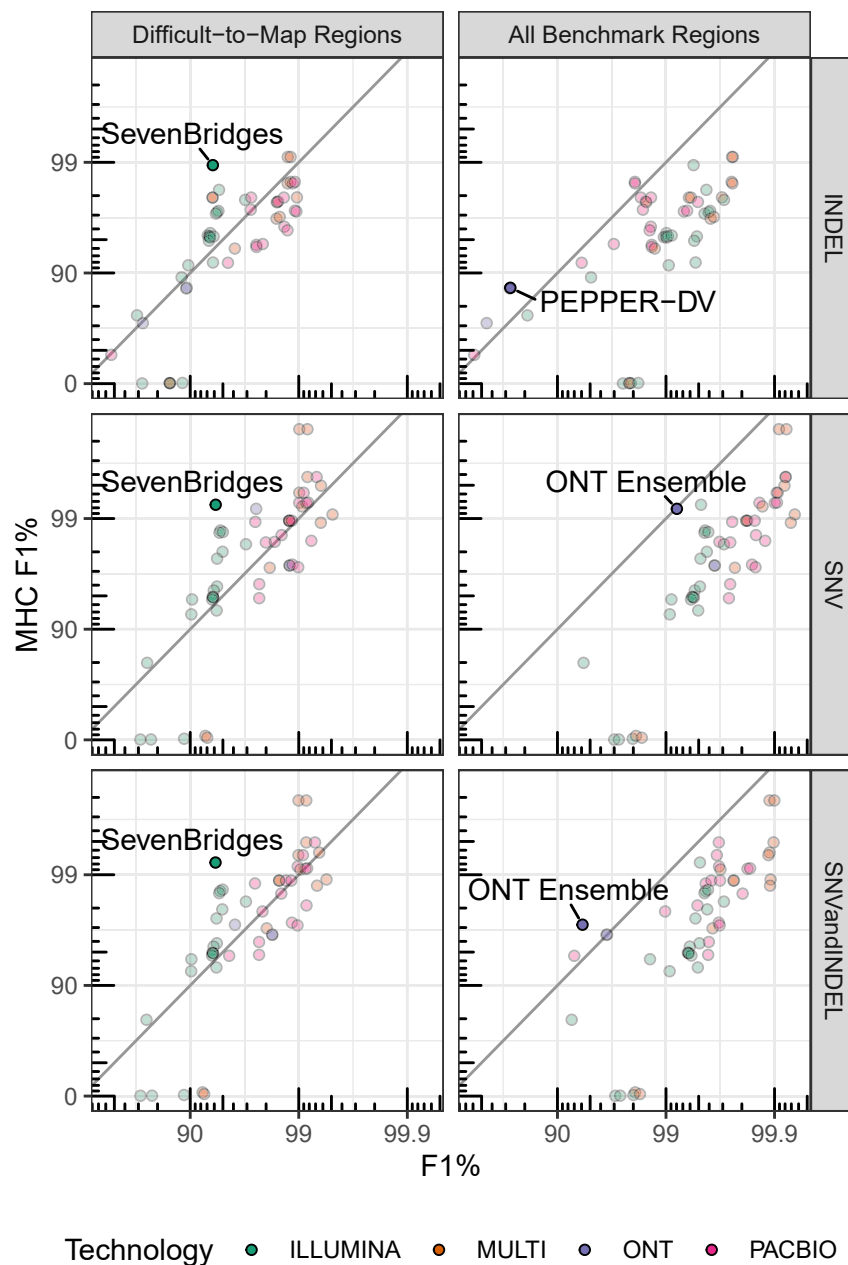 Difficult−to−Map Regions
All Benchmark Regions
SevenBridges
99
90
0
PEPPER−DV
INDEL
SevenBridges
ONT Ensemble
99
90
0
SNV
MHC F1%
SevenBridges
ONT Ensemble
99
90
0
SNVandINDEL
90
99
99.9
90
99
99.9
F1%
Technology
ILLUMINA
MULTI
ONT
PACBIO